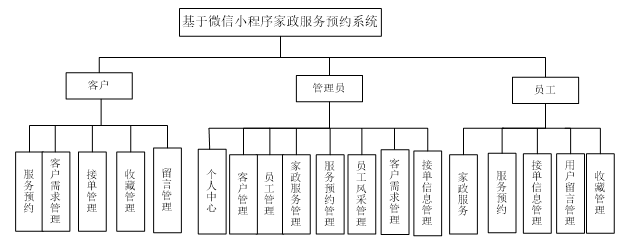 基于微信小程序家政服务预约系统
客户
管理员
员工
服务预约
客户需求管理
接单管理
收藏管理
留言管理
个人中心
客户管理
员工管理
家政服务管理
服务预约管理
员工风采管理
客户需求管理
接单信息管理
家政服务
服务预约
接单信息管理
用户留言管理
收藏管理